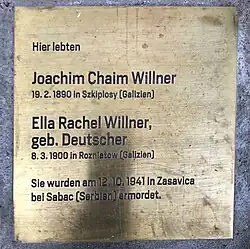 Hier lebten
Joachim Chaim Willner
19. 2. 1890 in Szkiplosy (Galizien)
Ella Rachel Willner,
geb. Deutscher
8. 3. 1900 in Rozniatow (Galizien)
Sie wurden am 12. 10. 1941 in Zasavica
bei Sabac (Serbien) ermordet.